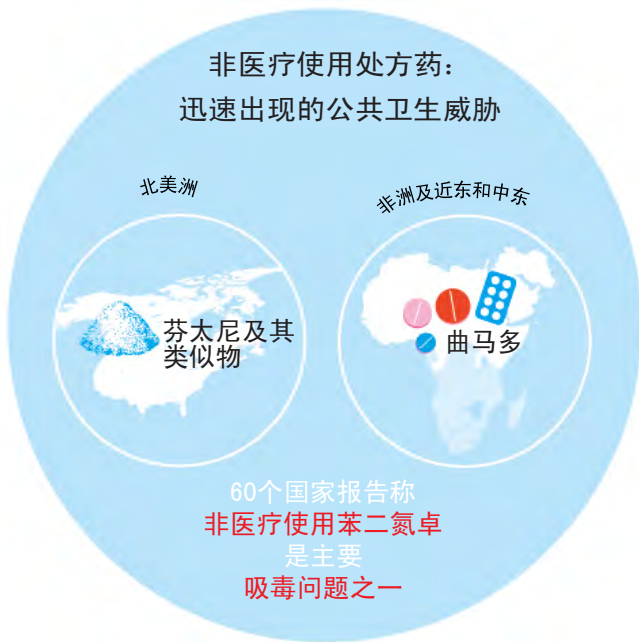 非医疗使用处方药：
迅速出现的公共卫生威胁
北美洲
非洲及近东和中东
芬太尼及其
类似物
曲马多
60个国家报告称
非医疗使用苯二氮卓
是主要
吸毒问题之一